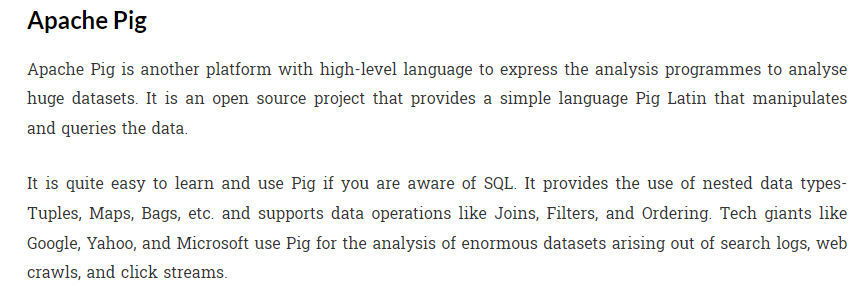 Apache Pig
Apache Pig is another platform with high-level language to express the analysis programmes to analyse
huge datasets. It is an open source project that provides a simple language Pig Latin that manipulates
and queries the data.
It is quite easy to learn and use Pig if you are aware of SQL. It provides the use of nested data types-
Tuples, Maps, Bags, etc. and supports data operations like Joins, Filters, and Ordering. Tech giants like
Google, Yahoo, and Microsoft use Pig for the analysis of enormous datasets arising out of search logs, web
crawls, and click streams.